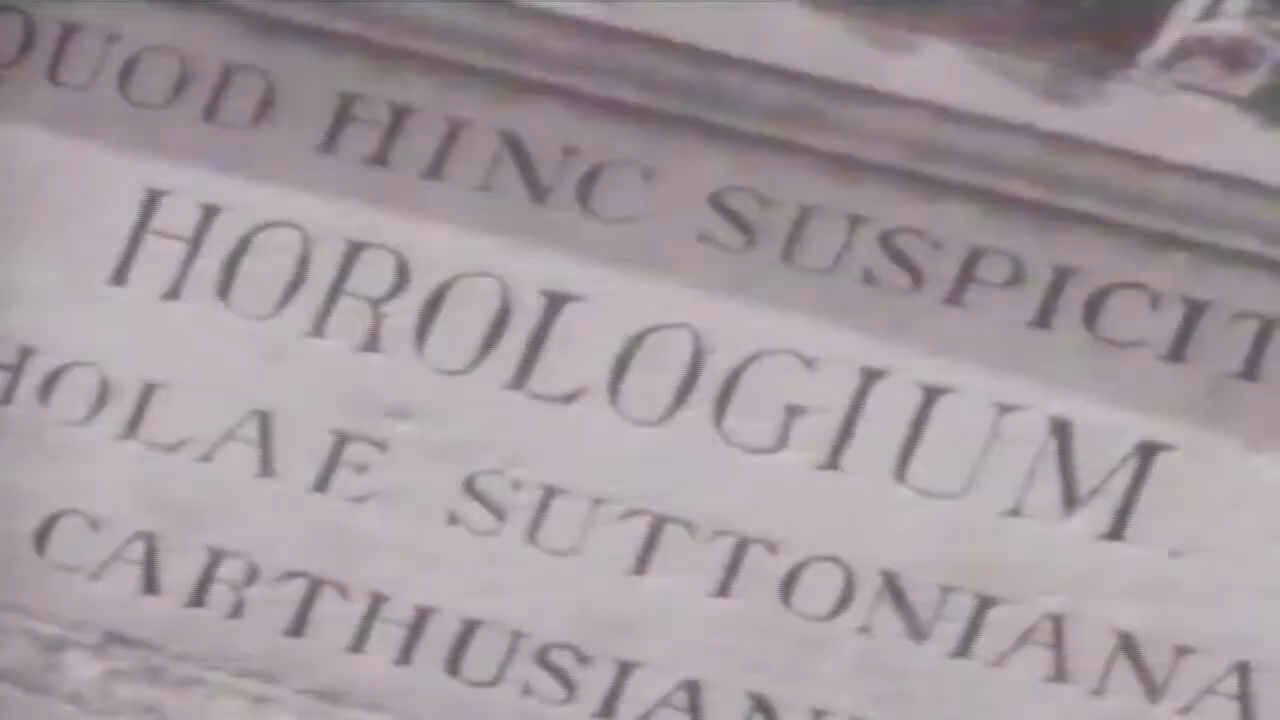 QUOD HINC SUSPICIT
HOROLOGIUM
HOLAE SUTTONIANA
CARTHUSIAN